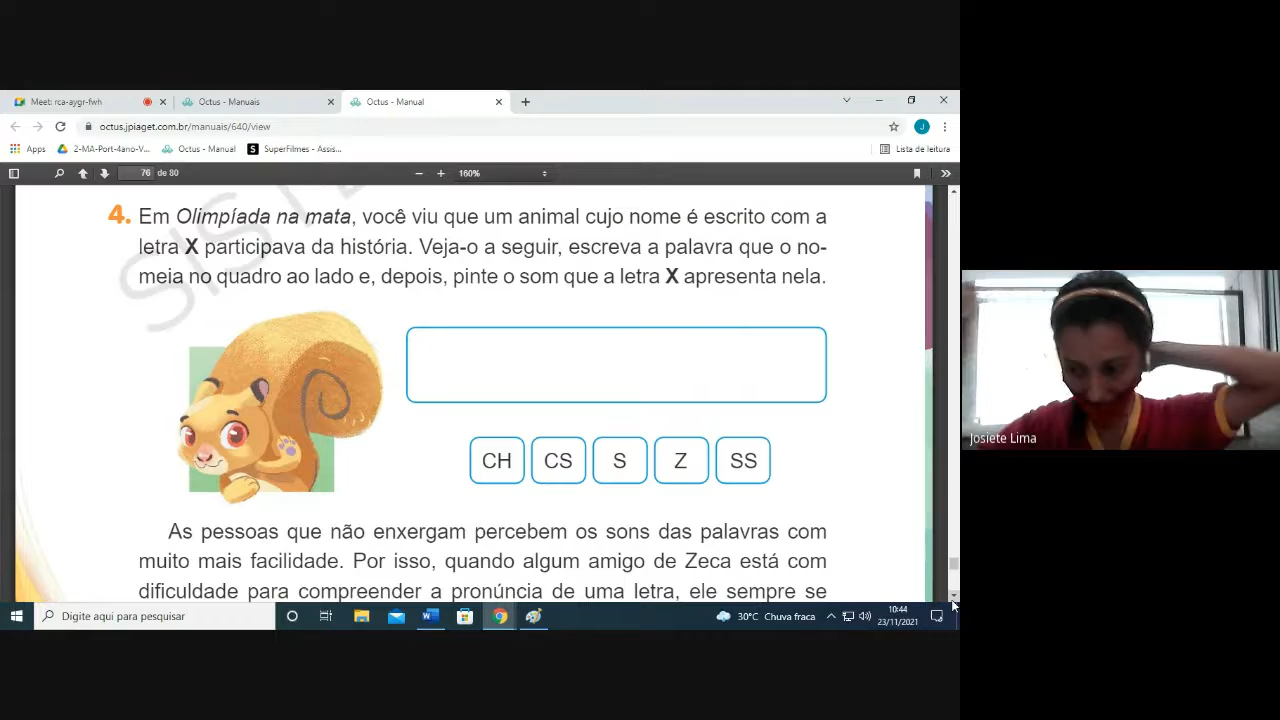 Meet: rca-aygr-fwh
Octus - Manuais
Octus - Manual
octus.jpiaget.com.br/manuais/640/view
J
Apps
2-MA-Port-4ano-V...
Octus - Manual
S
SuperFilmes - Assis...
Lista de leitura
76 de 80
160%
SISTE
4. Em Olimpíada na mata, você viu que um animal cujo nome é escrito com a
letra X participava da história. Veja-o a seguir, escreva a palavra que o no-
meia no quadro ao lado e, depois, pinte o som que a letra X apresenta nela.
CH CS S Z SS
As pessoas que não enxergam percebem os sons das palavras com
muito mais facilidade. Por isso, quando algum amigo de Zeca está com
dificuldade para compreender a pronúncia de uma letra, ele sempre se
Josiete Lima
Digite aqui para pesquisar
30°C Chuva fraca
10:44
23/11/2021